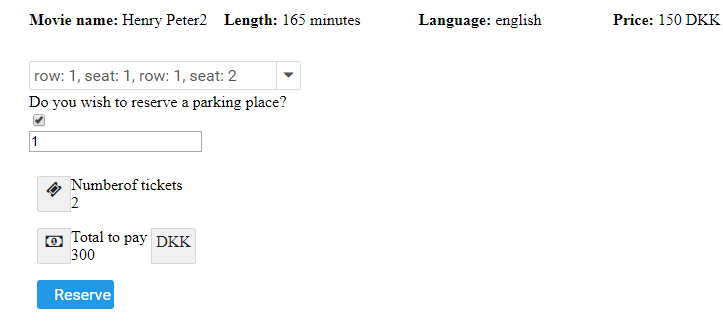 Movie name: Henry Peter2 Length: 165 minutes Language: english Price: 150 DKK
row: 1, seat: 1, row: 1, seat: 2
Do you wish to reserve a parking place?
1
Numberof tickets
2
Total to pay DKK
300
Reserve